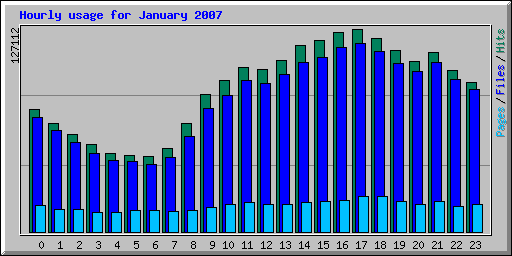 Hourly usage for January 2007
127112
Pages / Files / Hits
0 1 2 3 4 5 6 7 8 9 10 11 12 13 14 15 16 17 18 19 20 21 22 23